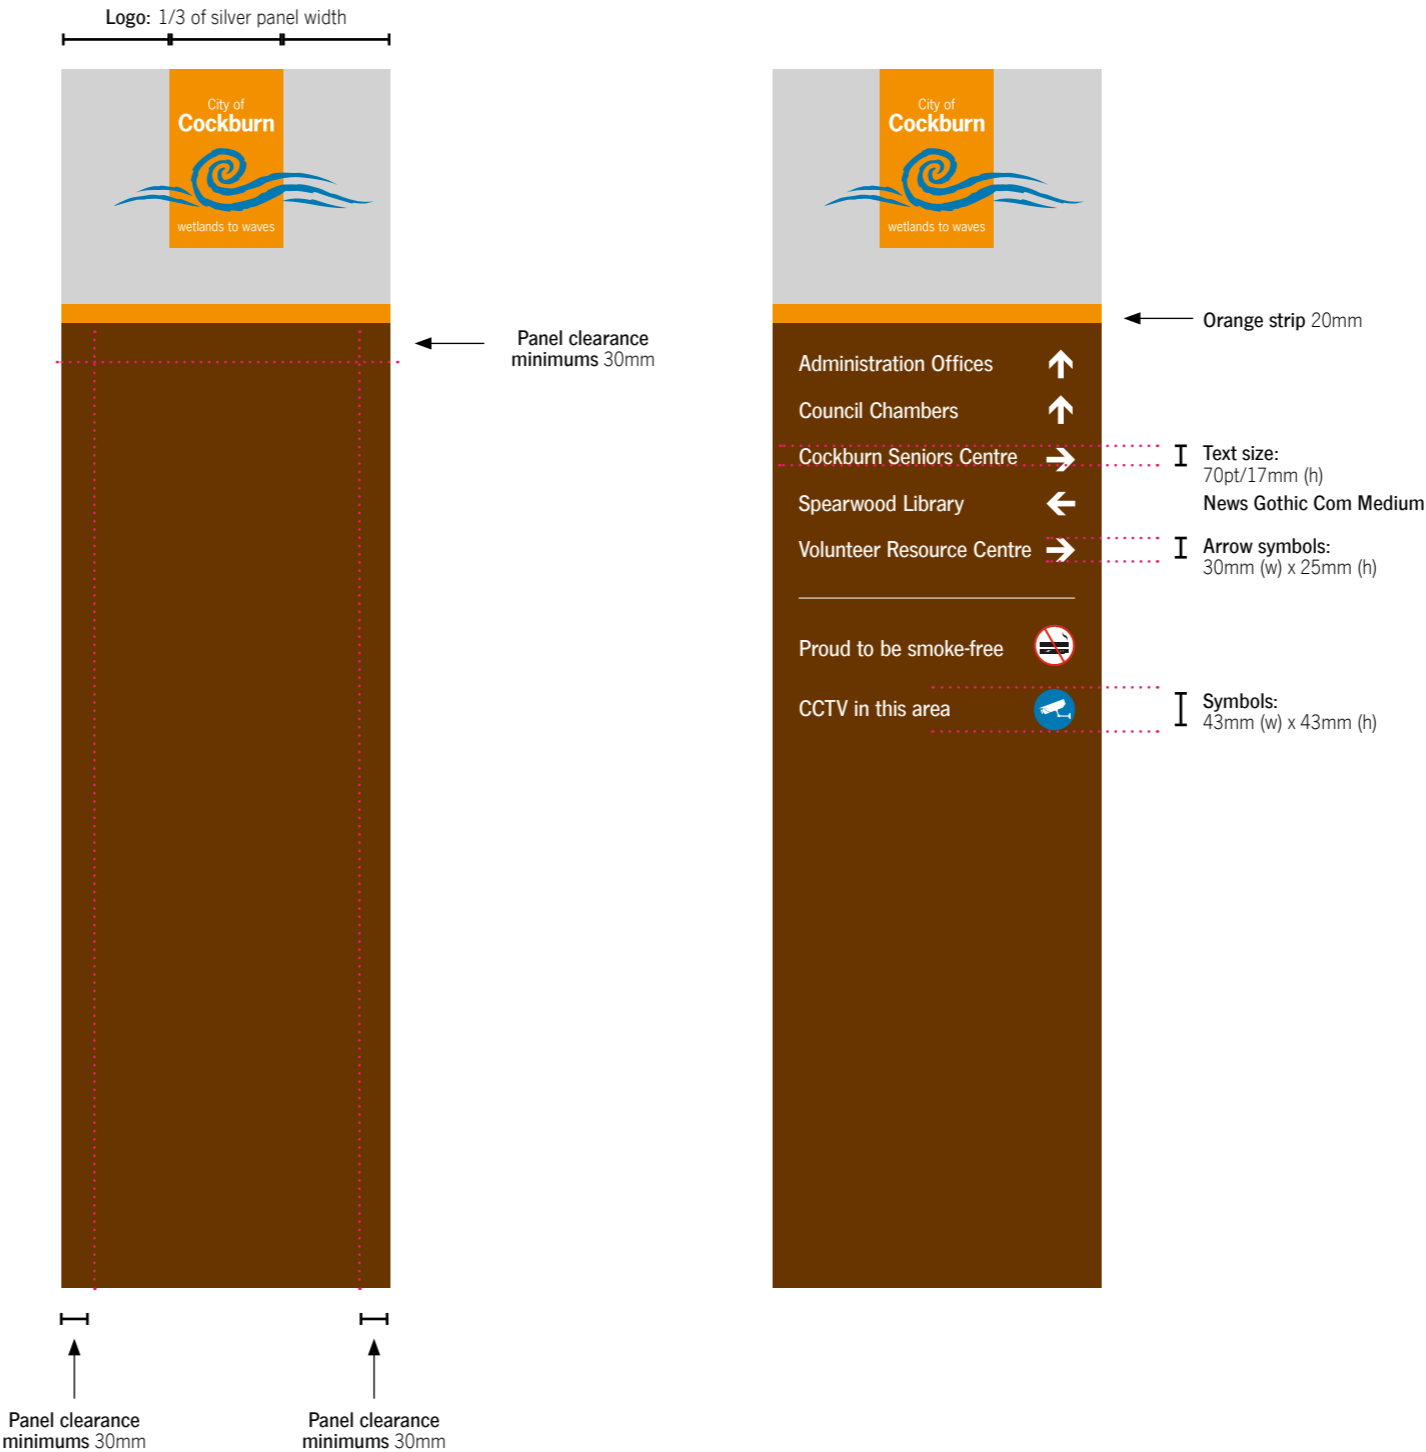 Logo: 1/3 of silver panel width
City of
Cockburn
wetlands to waves
Panel clearance
minimums 30mm
Panel clearance
minimums 30mm
Panel clearance
minimums 30mm
City of
Cockburn
wetlands to waves
Orange strip 20mm
Administration Offices
Council Chambers
Cockburn Seniors Centre
Spearwood Library
Volunteer Resource Centre
Proud to be smoke-free
CCTV in this area
Text size:
70pt/17mm (h)
News Gothic Com Medium
Arrow symbols:
30mm (w) x 25mm (h)
Symbols:
43mm (w) x 43mm (h)